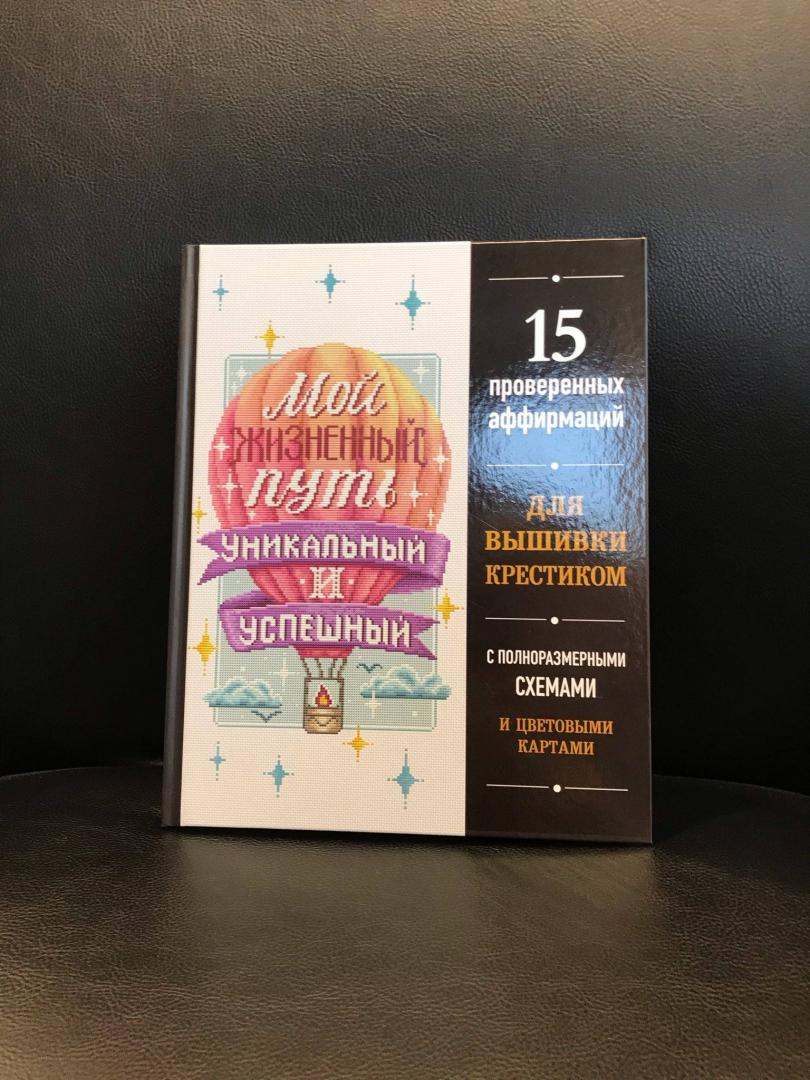 Мой
жизненный
путь
уникальный
и
успешный
15
проверенных
аффирмаций
ДЛЯ
ВЫШИВКИ
КРЕСТИКОМ
С ПОЛНОРАЗМЕРНЫМИ
СХЕМАМИ
И ЦВЕТОВЫМИ
КАРТАМИ